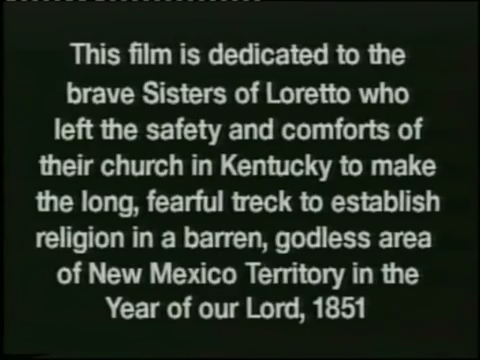 This film is dedicated to the
brave Sisters of Loretto who
left the safety and comforts of
their church in Kentucky to make
the long, fearful treck to establish
religion in a barren, godless area
of New Mexico Territory in the
Year of our Lord, 1851